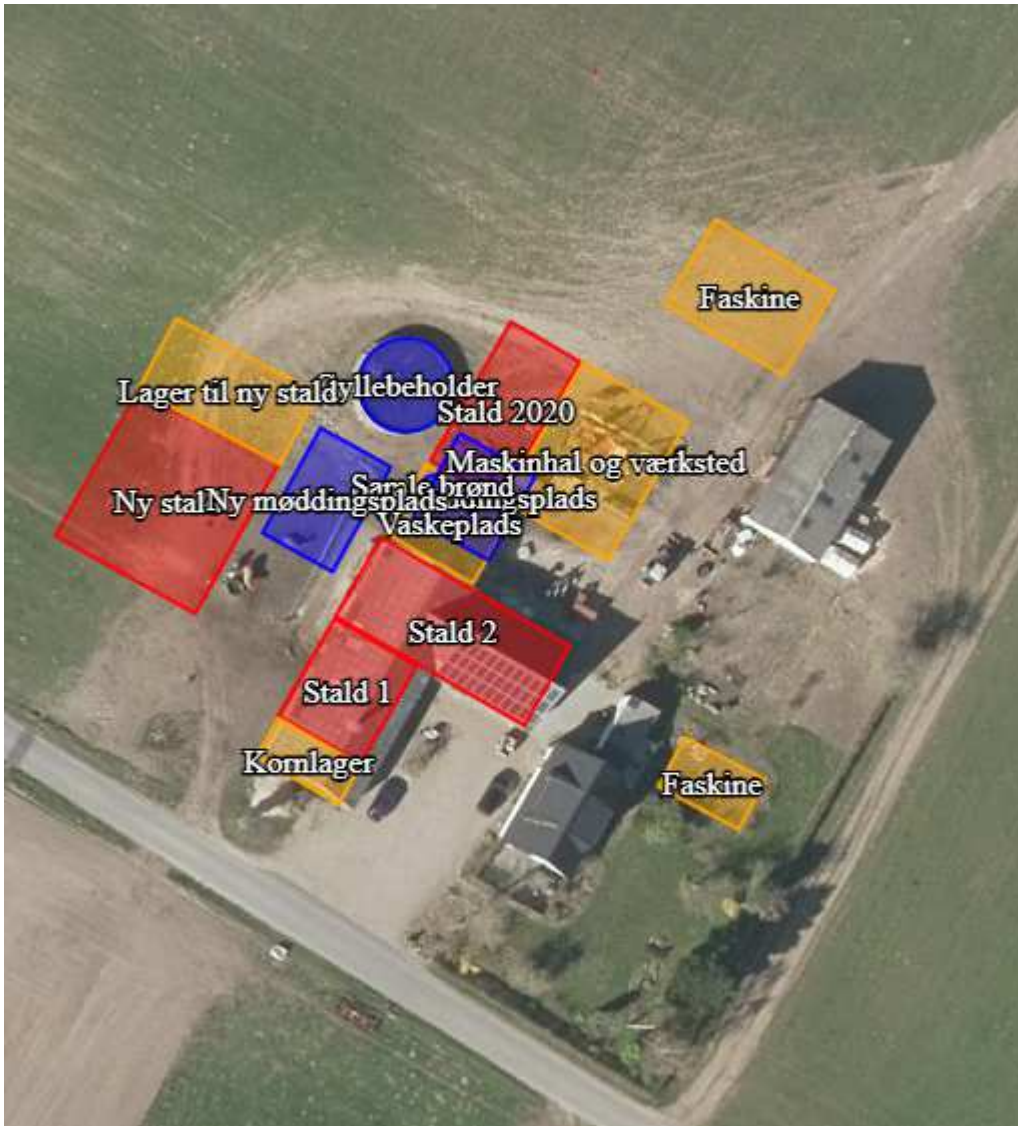 Faskine
Lager til ny stald
Gyllebeholder
Stald 2020
Maskinhal og værksted
Samle brønd
Ny stal
Ny møddingsplads
Vaskeplads
Stald 2
Stald 1
Kornlager
Faskine